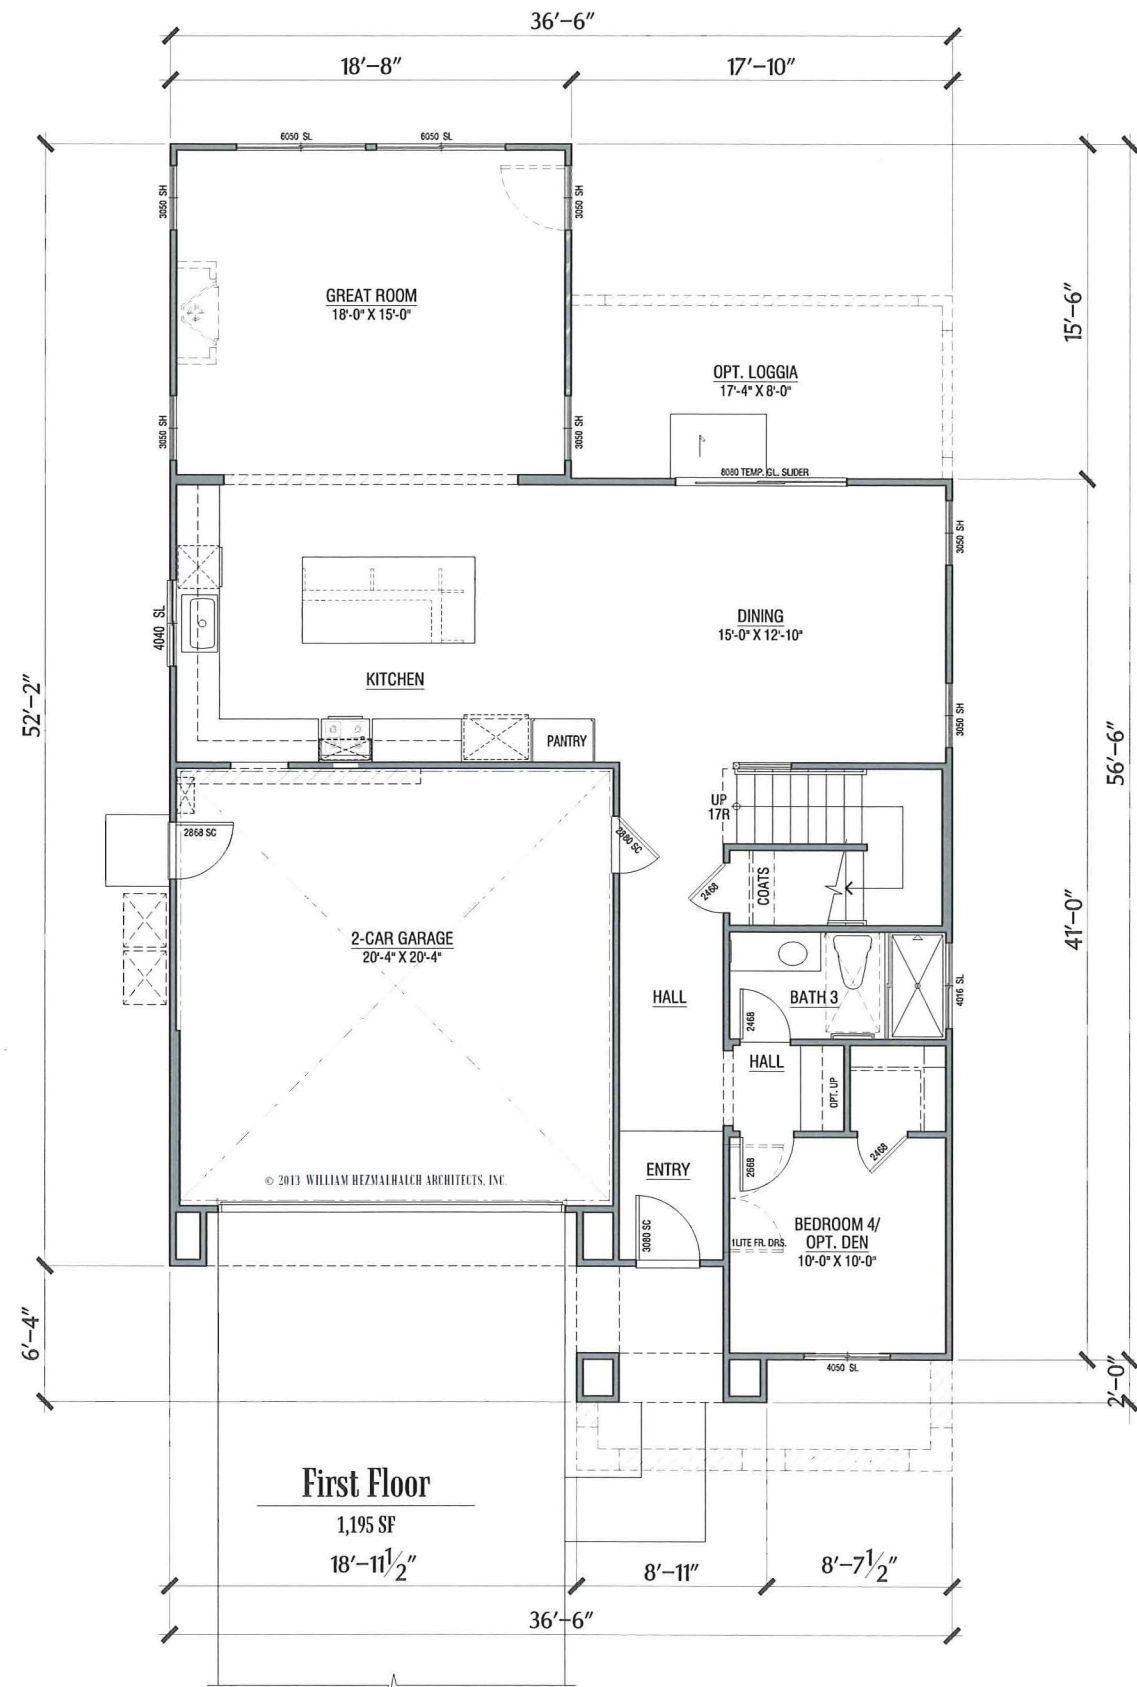 36'-6"
18'-8"
17'-10"
6050 SL
6050 SL
3050 SH
3050 SH
GREAT ROOM
18'-0" X 15'-0"
15'-6"
OPT. LOGGIA
17'-4" X 8'-0"
3050 SH
3050 SH
8080 TEMP. GL. SLIDER
3050 SH
4040 SL
DINING
15'-0" X 12'-10"
KITCHEN
52'-2"
3050 SH
PANTRY
56'-6"
UP
17R
2868 SC
2880 SC
2468
COATS
2-CAR GARAGE
20'-4" X 20'-4"
41'-0"
HALL
BATH 3
4016 SL
2468
HALL
OPT. UP
2468
2668
ENTRY
© 2013 WILLIAM HEZMALHALCH ARCHITECTS, INC.
3080 SC
1LITE FR. DRS.
BEDROOM 4/
OPT. DEN
10'-0" X 10'-0"
6'-4"
4050 SL
2'-0"
First Floor
1,195 SF
18'-11 1/2"
8'-11"
8'-7 1/2"
36'-6"